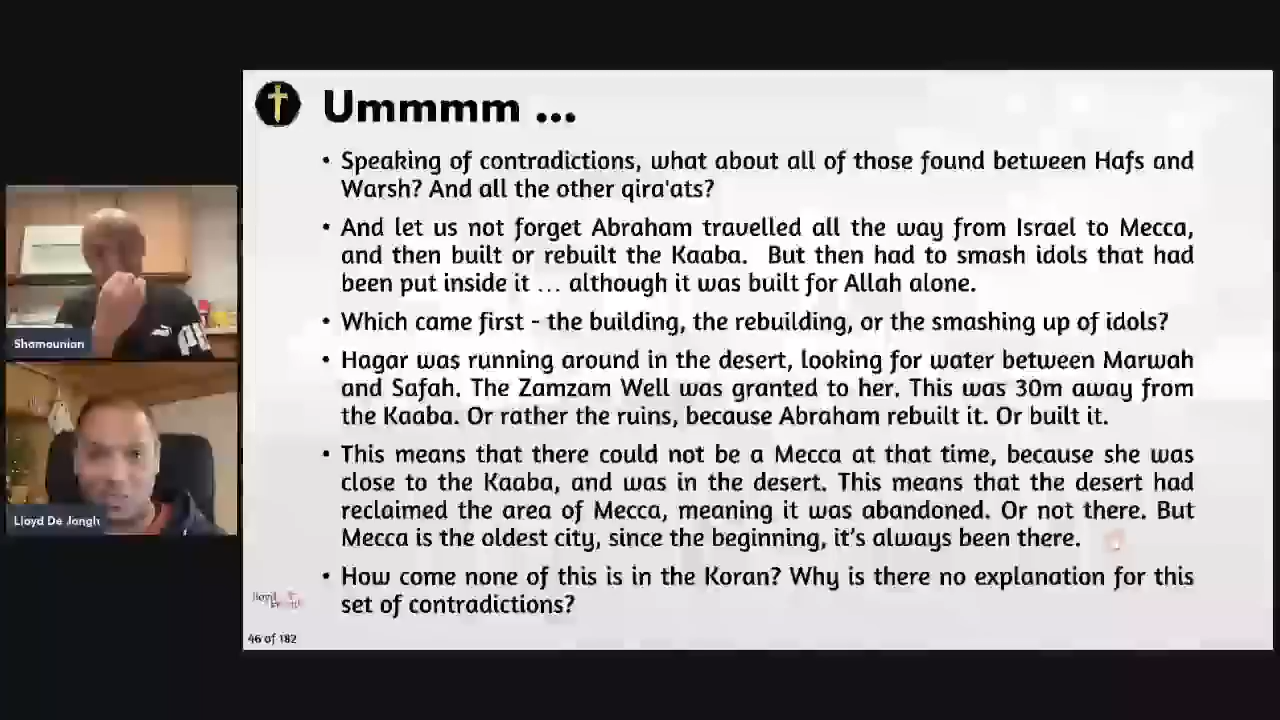 Ummmm ...
• Speaking of contradictions, what about all of those found between Hafs and
Warsh? And all the other qira'ats?
• And let us not forget Abraham travelled all the way from Israel to Mecca,
and then built or rebuilt the Kaaba. But then had to smash idols that had
been put inside it ... although it was built for Allah alone.
• Which came first - the building, the rebuilding, or the smashing up of idols?
• Hagar was running around in the desert, looking for water between Marwah
and Safah. The Zamzam Well was granted to her. This was 30m away from
the Kaaba. Or rather the ruins, because Abraham rebuilt it. Or built it.
• This means that there could not be a Mecca at that time, because she was
close to the Kaaba, and was in the desert. This means that the desert had
reclaimed the area of Mecca, meaning it was abandoned. Or not there. But
Mecca is the oldest city, since the beginning, it's always been there.
• How come none of this is in the Koran? Why is there no explanation for this
set of contradictions?
46 of 182
Shamounian
Lloyd De Jongh